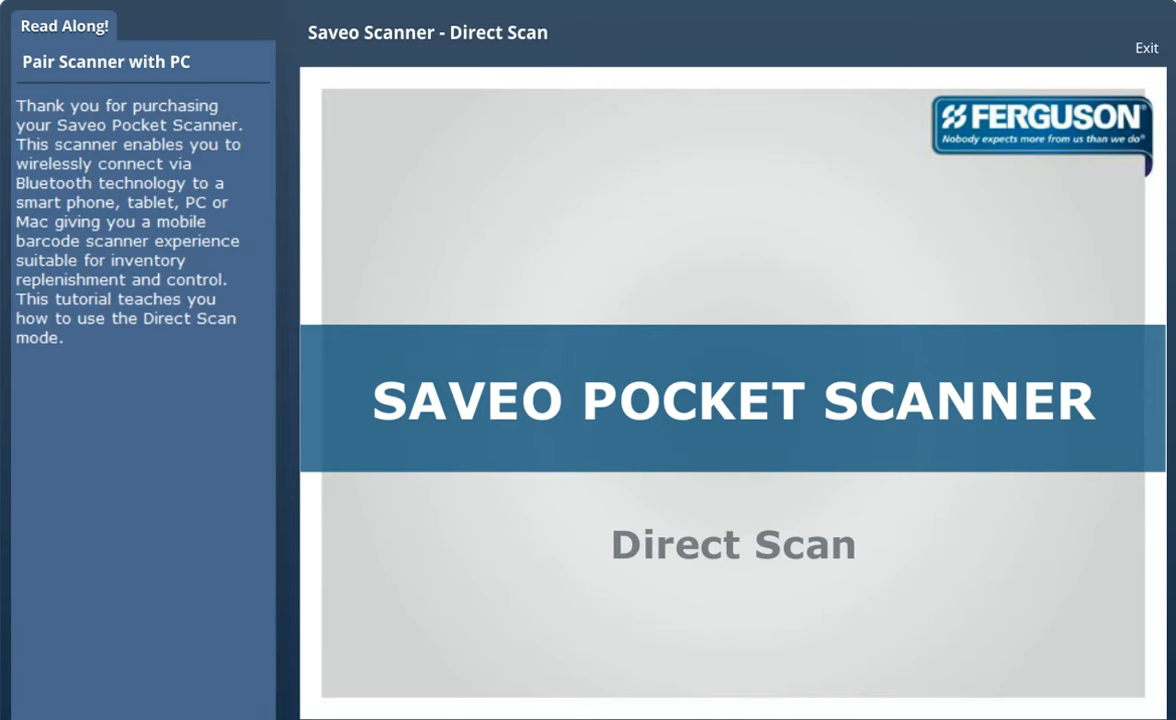 Read Along!
Pair Scanner with PC
Thank you for purchasing
your Saveo Pocket Scanner.
This scanner enables you to
wirelessly connect via
Bluetooth technology to a
smart phone, tablet, PC or
Mac giving you a mobile
barcode scanner experience
suitable for inventory
replenishment and control.
This tutorial teaches you
how to use the Direct Scan
mode.
Saveo Scanner - Direct Scan
Exit
FERGUSON
Nobody expects more from us than we do®
SAVEO POCKET SCANNER
Direct Scan